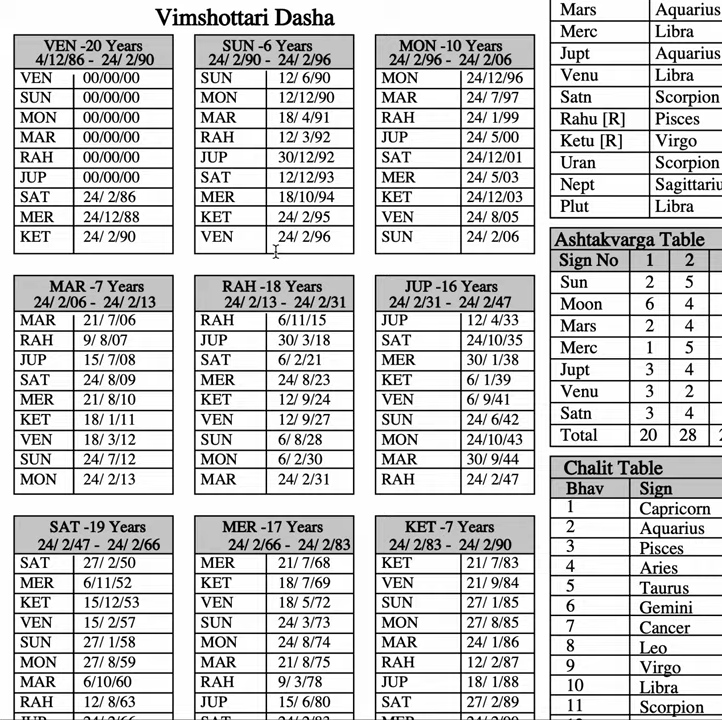 Vimshottari Dasha
VEN -20 Years
4/12/86 - 24/ 2/90
VEN 00/00/00
SUN 00/00/00
MON 00/00/00
MAR 00/00/00
RAH 00/00/00
JUP 00/00/00
SAT 24/ 2/86
MER 24/12/88
KET 24/ 2/90
SUN -6 Years
24/ 2/90 - 24/ 2/96
SUN 12/ 6/90
MON 12/12/90
MAR 18/ 4/91
RAH 12/ 3/92
JUP 30/12/92
SAT 12/12/93
MER 18/10/94
KET 24/ 2/95
VEN 24/ 2/96
MON -10 Years
24/ 2/96 - 24/ 2/06
MON 24/12/96
MAR 24/ 7/97
RAH 24/ 1/99
JUP 24/ 5/00
SAT 24/12/01
MER 24/ 5/03
KET 24/12/03
VEN 24/ 8/05
SUN 24/ 2/06
MAR -7 Years
24/ 2/06 - 24/ 2/13
MAR 21/ 7/06
RAH 9/ 8/07
JUP 15/ 7/08
SAT 24/ 8/09
MER 21/ 8/10
KET 18/ 1/11
VEN 18/ 3/12
SUN 24/ 7/12
MON 24/ 2/13
RAH -18 Years
24/ 2/13 - 24/ 2/31
RAH 6/11/15
JUP 30/ 3/18
SAT 6/ 2/21
MER 24/ 8/23
KET 12/ 9/24
VEN 12/ 9/27
SUN 6/ 8/28
MON 6/ 2/30
MAR 24/ 2/31
JUP -16 Years
24/ 2/31 - 24/ 2/47
JUP 12/ 4/33
SAT 24/10/35
MER 30/ 1/38
KET 6/ 1/39
VEN 6/ 9/41
SUN 24/ 6/42
MON 24/10/43
MAR 30/ 9/44
RAH 24/ 2/47
SAT -19 Years
24/ 2/47 - 24/ 2/66
SAT 27/ 2/50
MER 6/11/52
KET 15/12/53
VEN 15/ 2/57
SUN 27/ 1/58
MON 27/ 8/59
MAR 6/10/60
RAH 12/ 8/63
MER -17 Years
24/ 2/66 - 24/ 2/83
MER 21/ 7/68
KET 18/ 7/69
VEN 18/ 5/72
SUN 24/ 3/73
MON 24/ 8/74
MAR 21/ 8/75
RAH 9/ 3/78
JUP 15/ 6/80
KET -7 Years
24/ 2/83 - 24/ 2/90
KET 21/ 7/83
VEN 21/ 9/84
SUN 27/ 1/85
MON 27/ 8/85
MAR 24/ 1/86
RAH 12/ 2/87
JUP 18/ 1/88
SAT 27/ 2/89
Mars Aquarius
Merc Libra
Jupt Aquarius
Venu Libra
Satn Scorpion
Rahu [R] Pisces
Ketu [R] Virgo
Uran Scorpion
Nept Sagittariu
Plut Libra
Ashtakvarga Table
Sign No 1 2
Sun 2 5
Moon 6 4
Mars 2 4
Merc 1 5
Jupt 3 4
Venu 3 2
Satn 3 4
Total 20 28
Chalit Table
Bhav Sign
1 Capricorn
2 Aquarius
3 Pisces
4 Aries
5 Taurus
6 Gemini
7 Cancer
8 Leo
9 Virgo
10 Libra
11 Scorpion